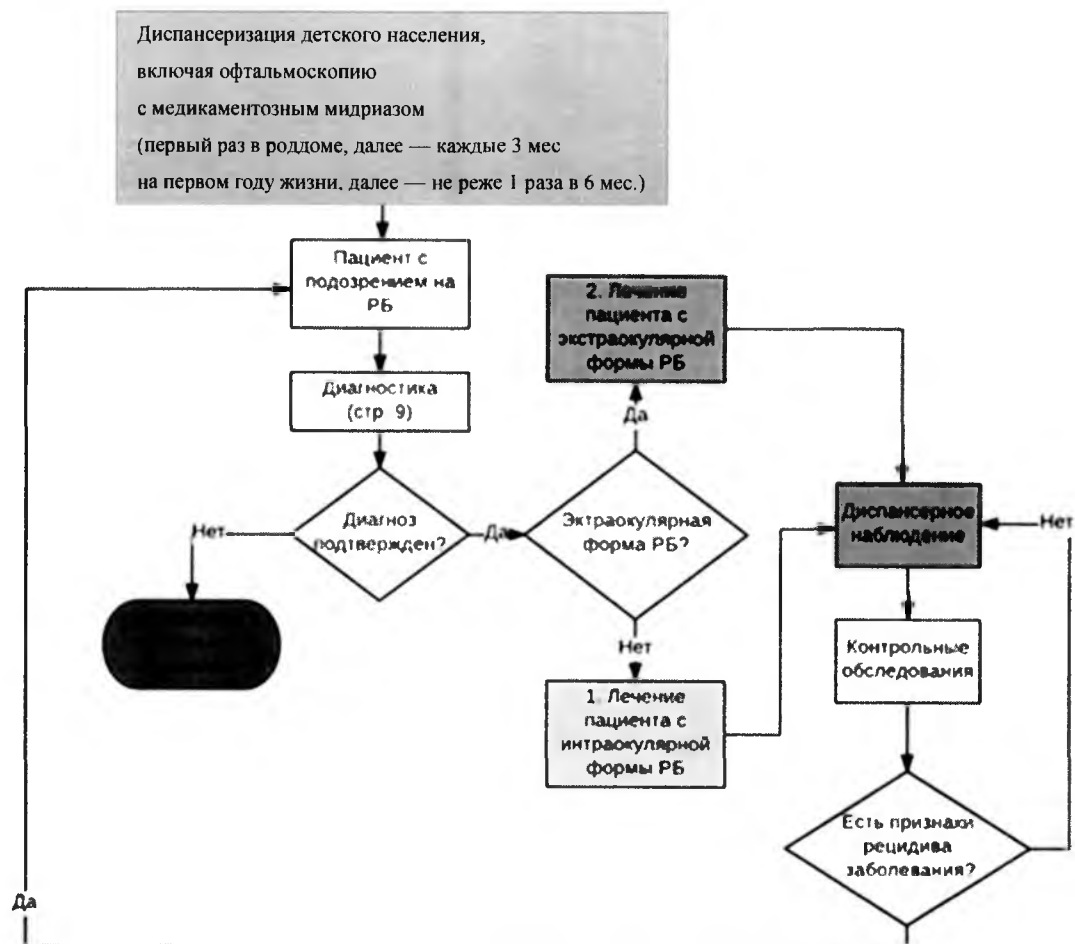 Диспансеризация детского населения,
включая офтальмоскопию
с медикаментозным мидриазом
(первый раз в роддоме, далее — каждые 3 мес
на первом году жизни, далее — не реже 1 раза в 6 мес.)
Пациент с
подозрением на
РБ
2. Лечение
пациента с
экстраокулярной
формы РБ
Диагностика
(стр 9)
Да
Нет
Диагноз
подтвержден?
Да
Эктраокулярная
форма РБ?
Диспансерное
наблюдение
Нет
Нет
Контрольные
обследования
1. Лечение
пациента с
интраокулярной
формы РБ
Есть признаки
рецидива
заболевания?
Да